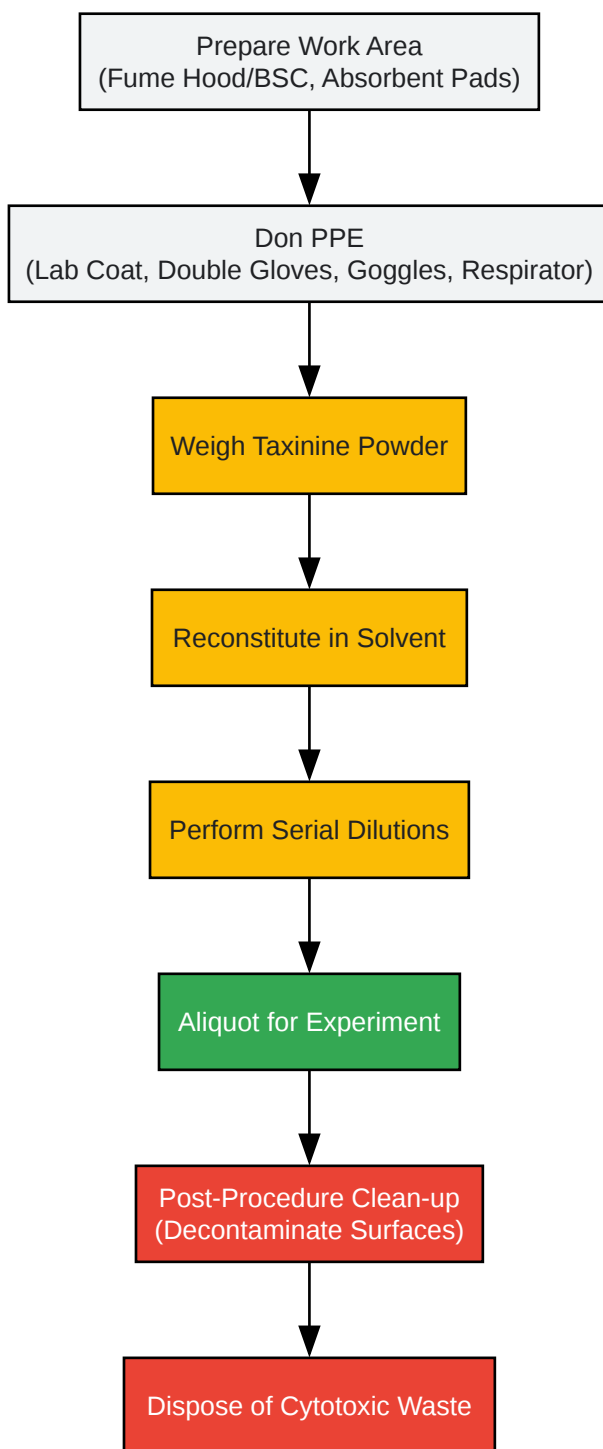 Prepare Work Area
(Fume Hood/BSC, Absorbent Pads)
Don PPE
(Lab Coat, Double Gloves, Goggles, Respirator)
Weigh Taxinine Powder
Reconstitute in Solvent
Perform Serial Dilutions
Aliquot for Experiment
Post-Procedure Clean-up
(Decontaminate Surfaces)
Dispose of Cytotoxic Waste